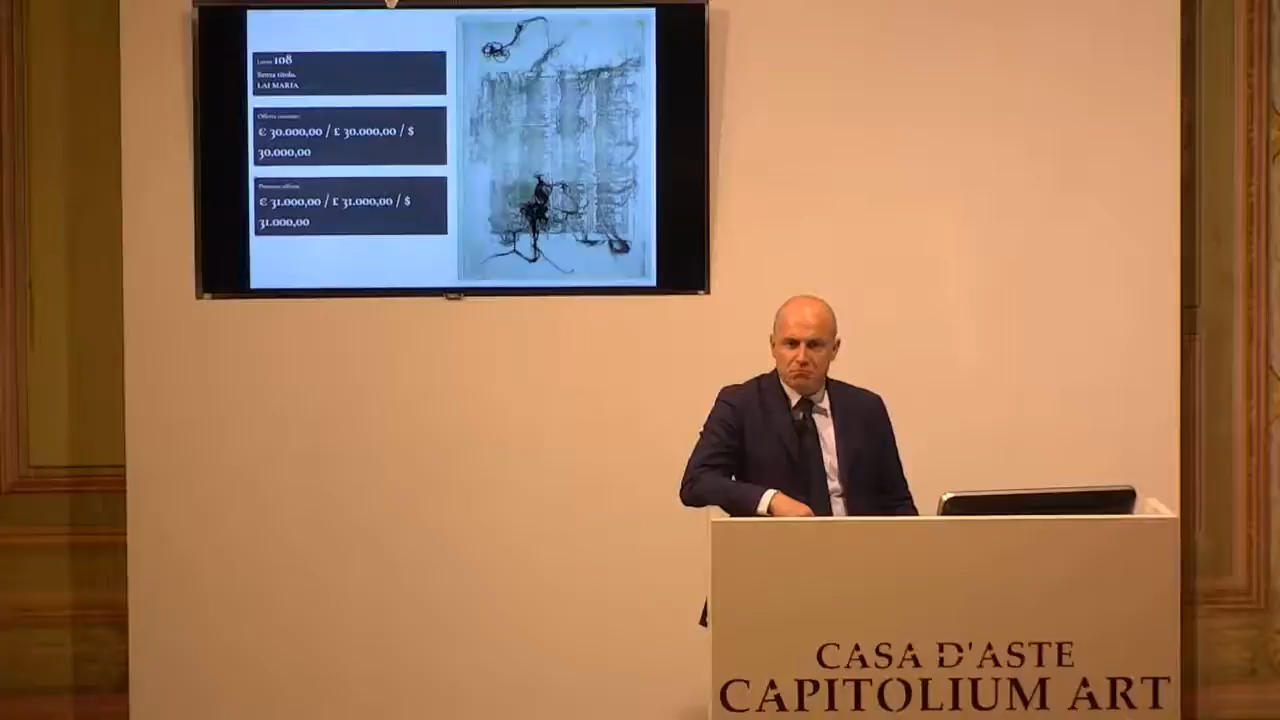 Lotto 108
Senza titolo,
LAI MARIA
Offerta corrente:
€ 30.000,00 / £ 30.000,00 / $
30.000,00
Prossima offerta:
€ 31.000,00 / £ 31.000,00 / $
31.000,00
CASA D'ASTE
CAPITOLIUM ART